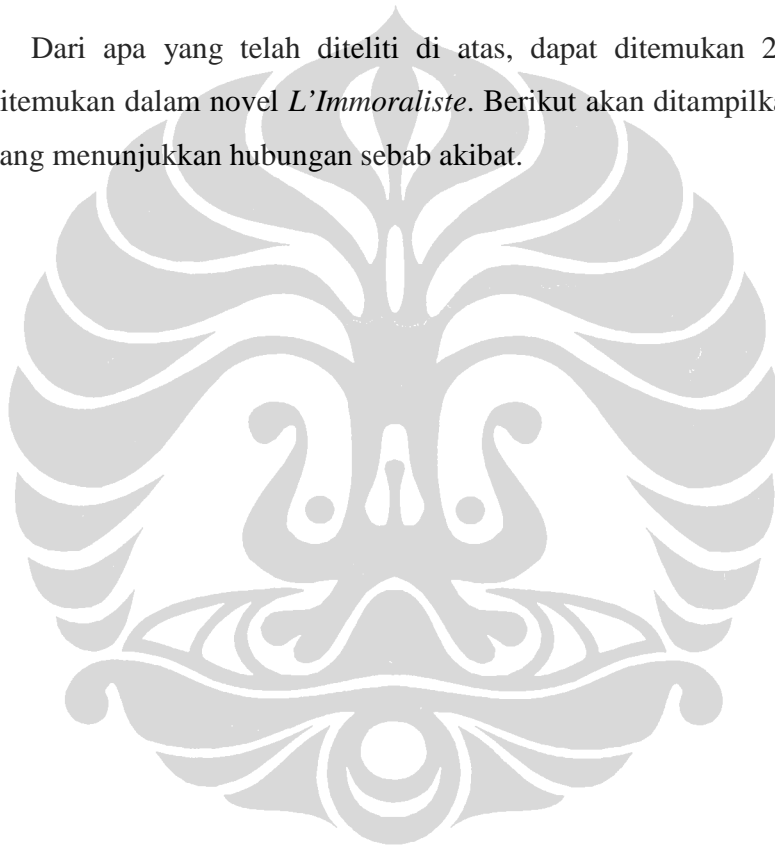 Dari apa yang telah diteliti di atas, dapat ditemukan 2
itemukan dalam novel L'Immoraliste. Berikut akan ditampilka
ang menunjukkan hubungan sebab akibat.